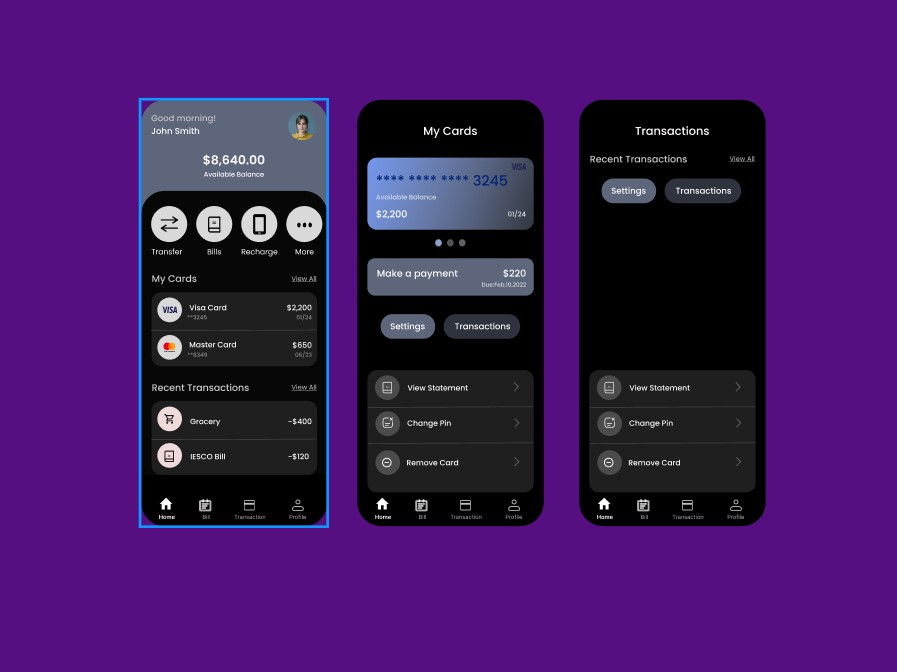 Good morning!
John Smith
$8,640.00
Available Balance
Transfer
Bills
Recharge
More
My Cards
View All
VISA
Visa Card
$2,200
**3245
01/24
Master Card
$650
**8349
06/23
Recent Transactions
View All
Grocery
-$400
IESCO Bill
-$120
Home
Bill
Transaction
Profile
My Cards
VISA
**** **** **** 3245
Available Balance
$2,200
01/24
Make a payment
$220
Due:Feb,10,2022
Settings
Transactions
View Statement
Change Pin
Remove Card
Home
Bill
Transaction
Profile
Transactions
Recent Transactions
View All
Settings
Transactions
View Statement
Change Pin
Remove Card
Home
Bill
Transaction
Profile